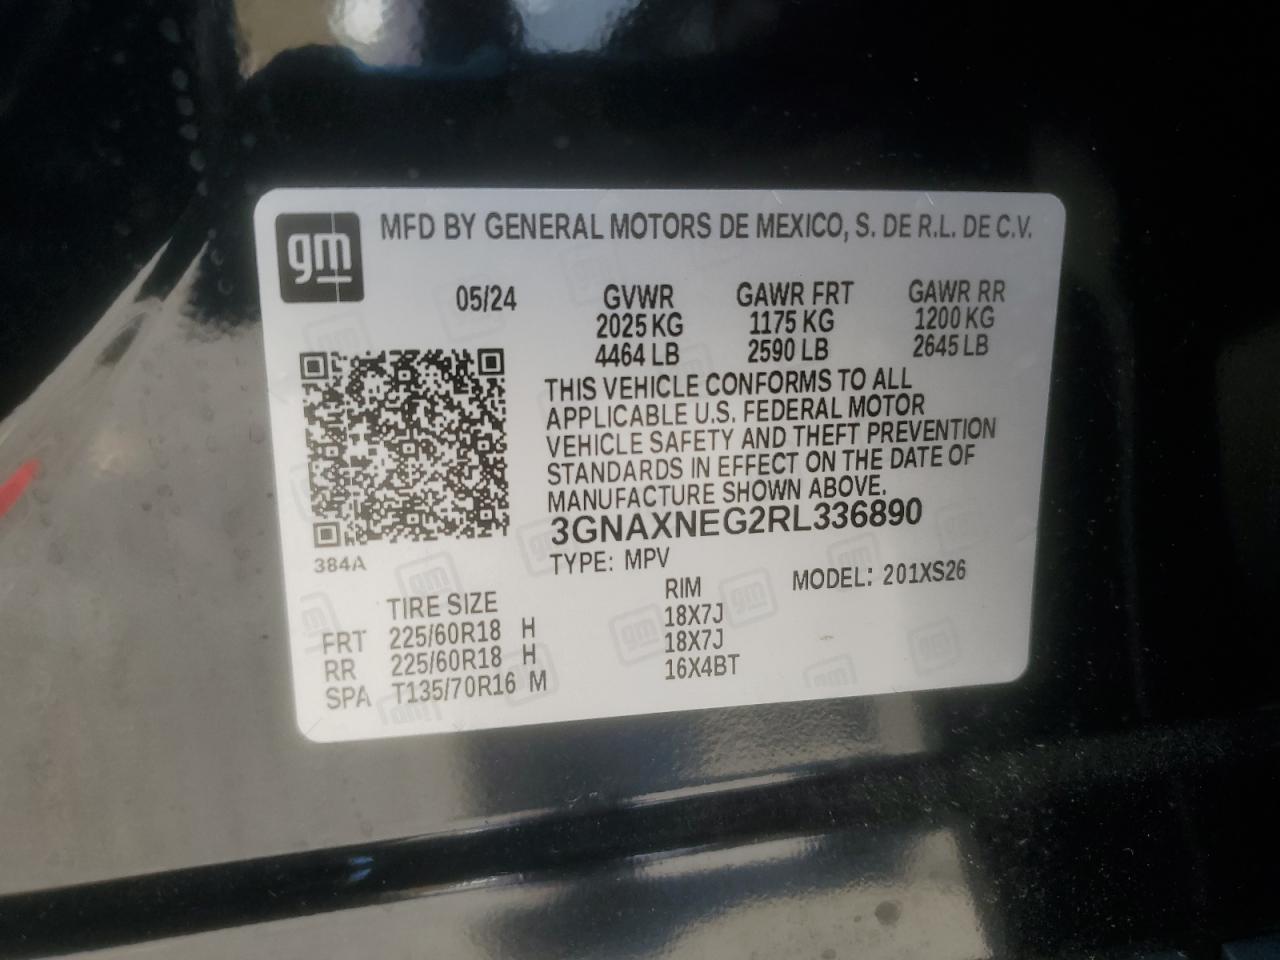 gm MFD BY GENERAL MOTORS DE MEXICO, S. DE R.L. DE C.V.
05/24 GVWR GAWR FRT GAWR RR
2025 KG 1175 KG 1200 KG
4464 LB 2590 LB 2645 LB
THIS VEHICLE CONFORMS TO ALL
APPLICABLE U.S. FEDERAL MOTOR
VEHICLE SAFETY AND THEFT PREVENTION
STANDARDS IN EFFECT ON THE DATE OF
MANUFACTURE SHOWN ABOVE.
3GNAXNEG2RL336890
384A TYPE: MPV MODEL: 201XS26
TIRE SIZE RIM
FRT 225/60R18 H 18X7J
RR 225/60R18 H 18X7J
SPA T135/70R16 M 16X4BT